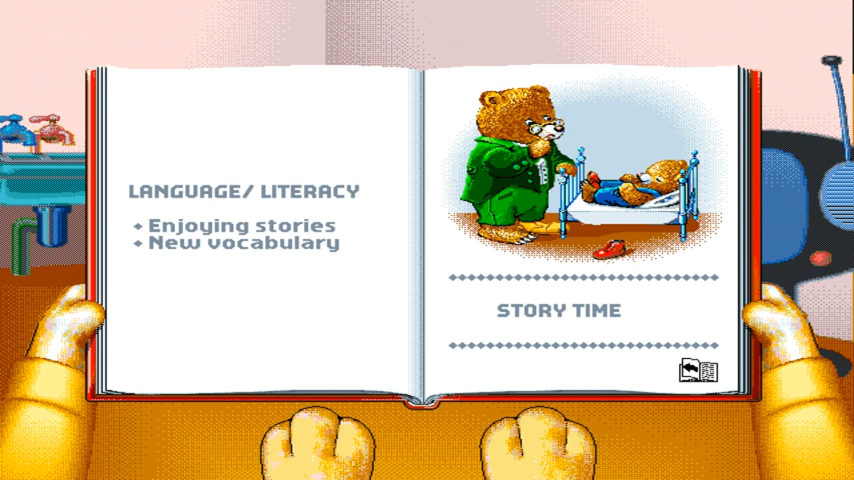 LANGUAGE/ LITERACY
◆ Enjoying stories
◆ New vocabulary
STORY TIME